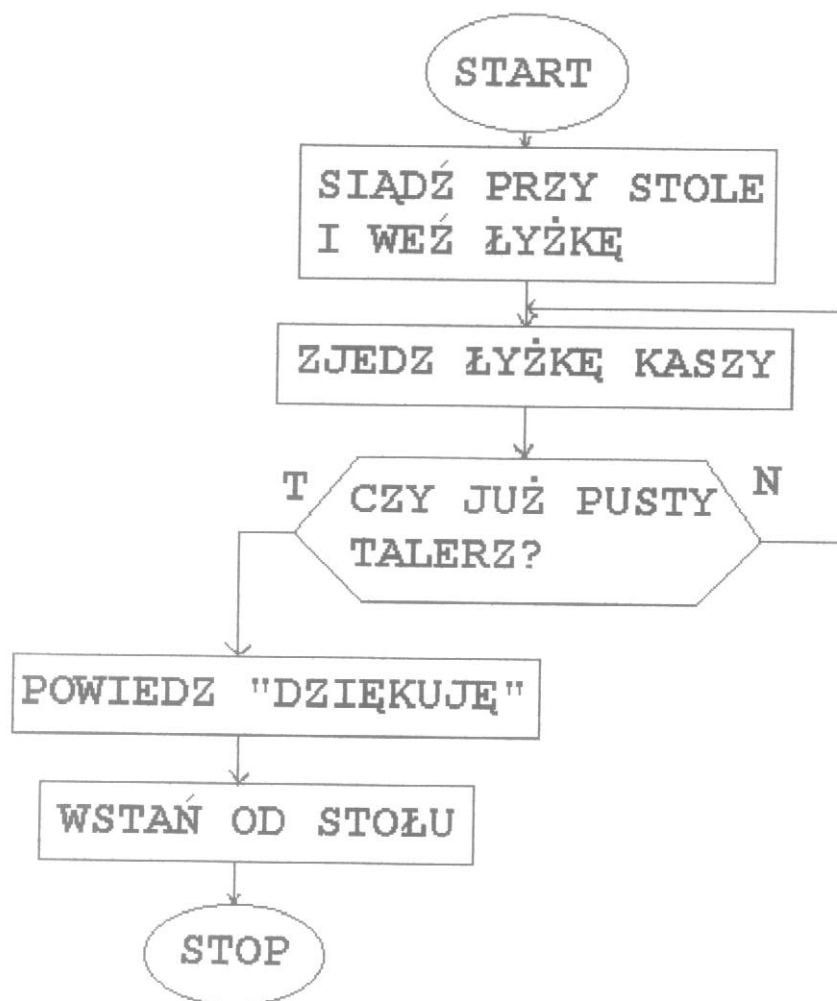 START
SIĄDŹ PRZY STOLE
I WEŹ ŁYŻKĘ
ZJEDZ ŁYŻKĘ KASZY
T
N
CZY JUŻ PUSTY
TALERZ?
POWIEDZ "DZIĘKUJĘ"
WSTAŃ OD STOŁU
STOP